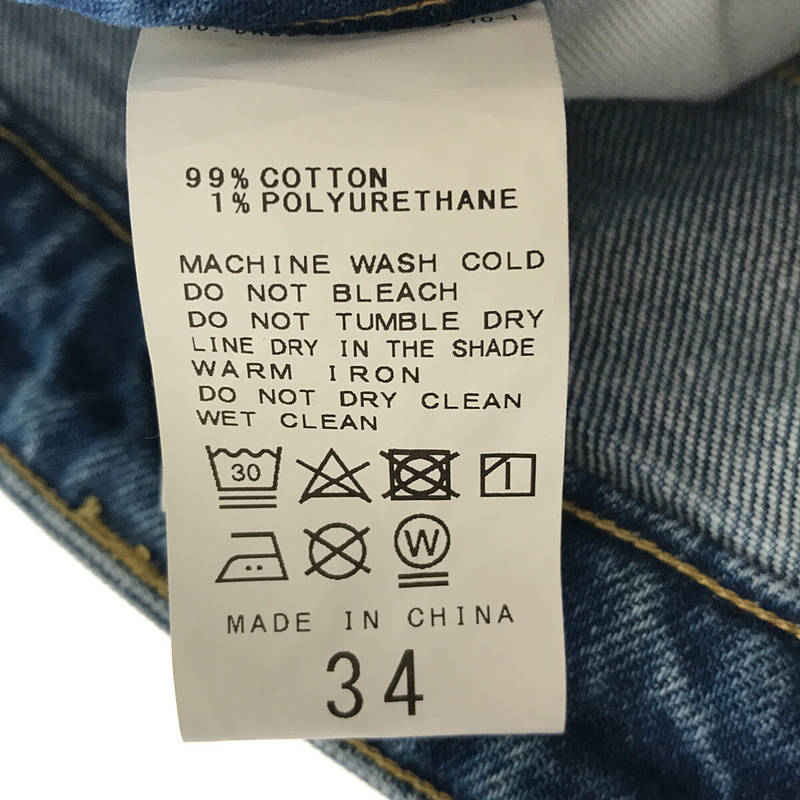 99% COTTON
1% POLYURETHANE
MACHINE WASH COLD
DO NOT BLEACH
DO NOT TUMBLE DRY
LINE DRY IN THE SHADE
WARM IRON
DO NOT DRY CLEAN
WET CLEAN
30
W
MADE IN CHINA
34